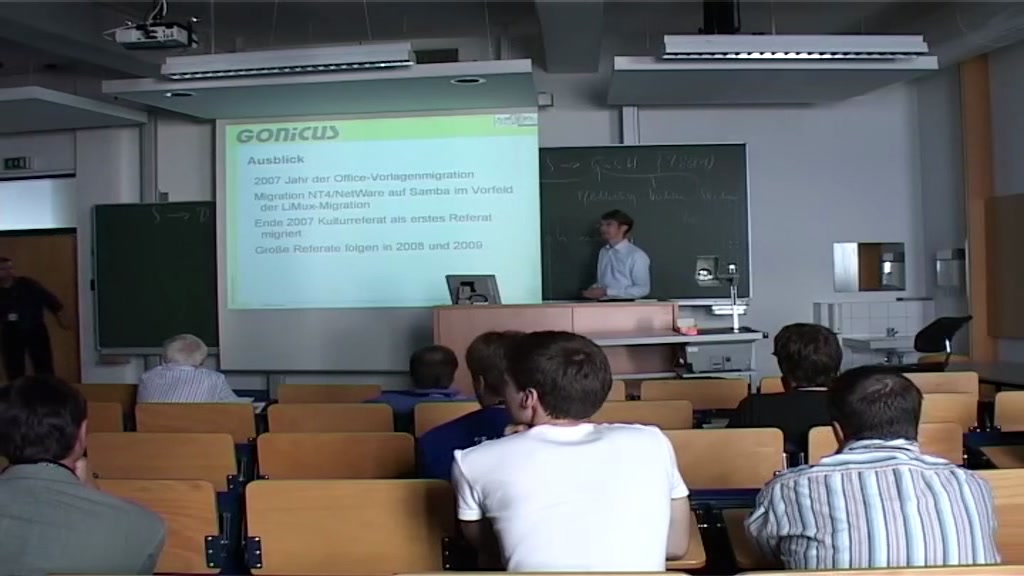 GONICUS
Ausblick
2007 Jahr der Office-Vorlagenmigration
Migration NT4/NetWare auf Samba im Vorfeld
der LiMux-Migration
Ende 2007 Kulturreferat als erstes Referat
migriert
Große Referate folgen in 2008 und 2009